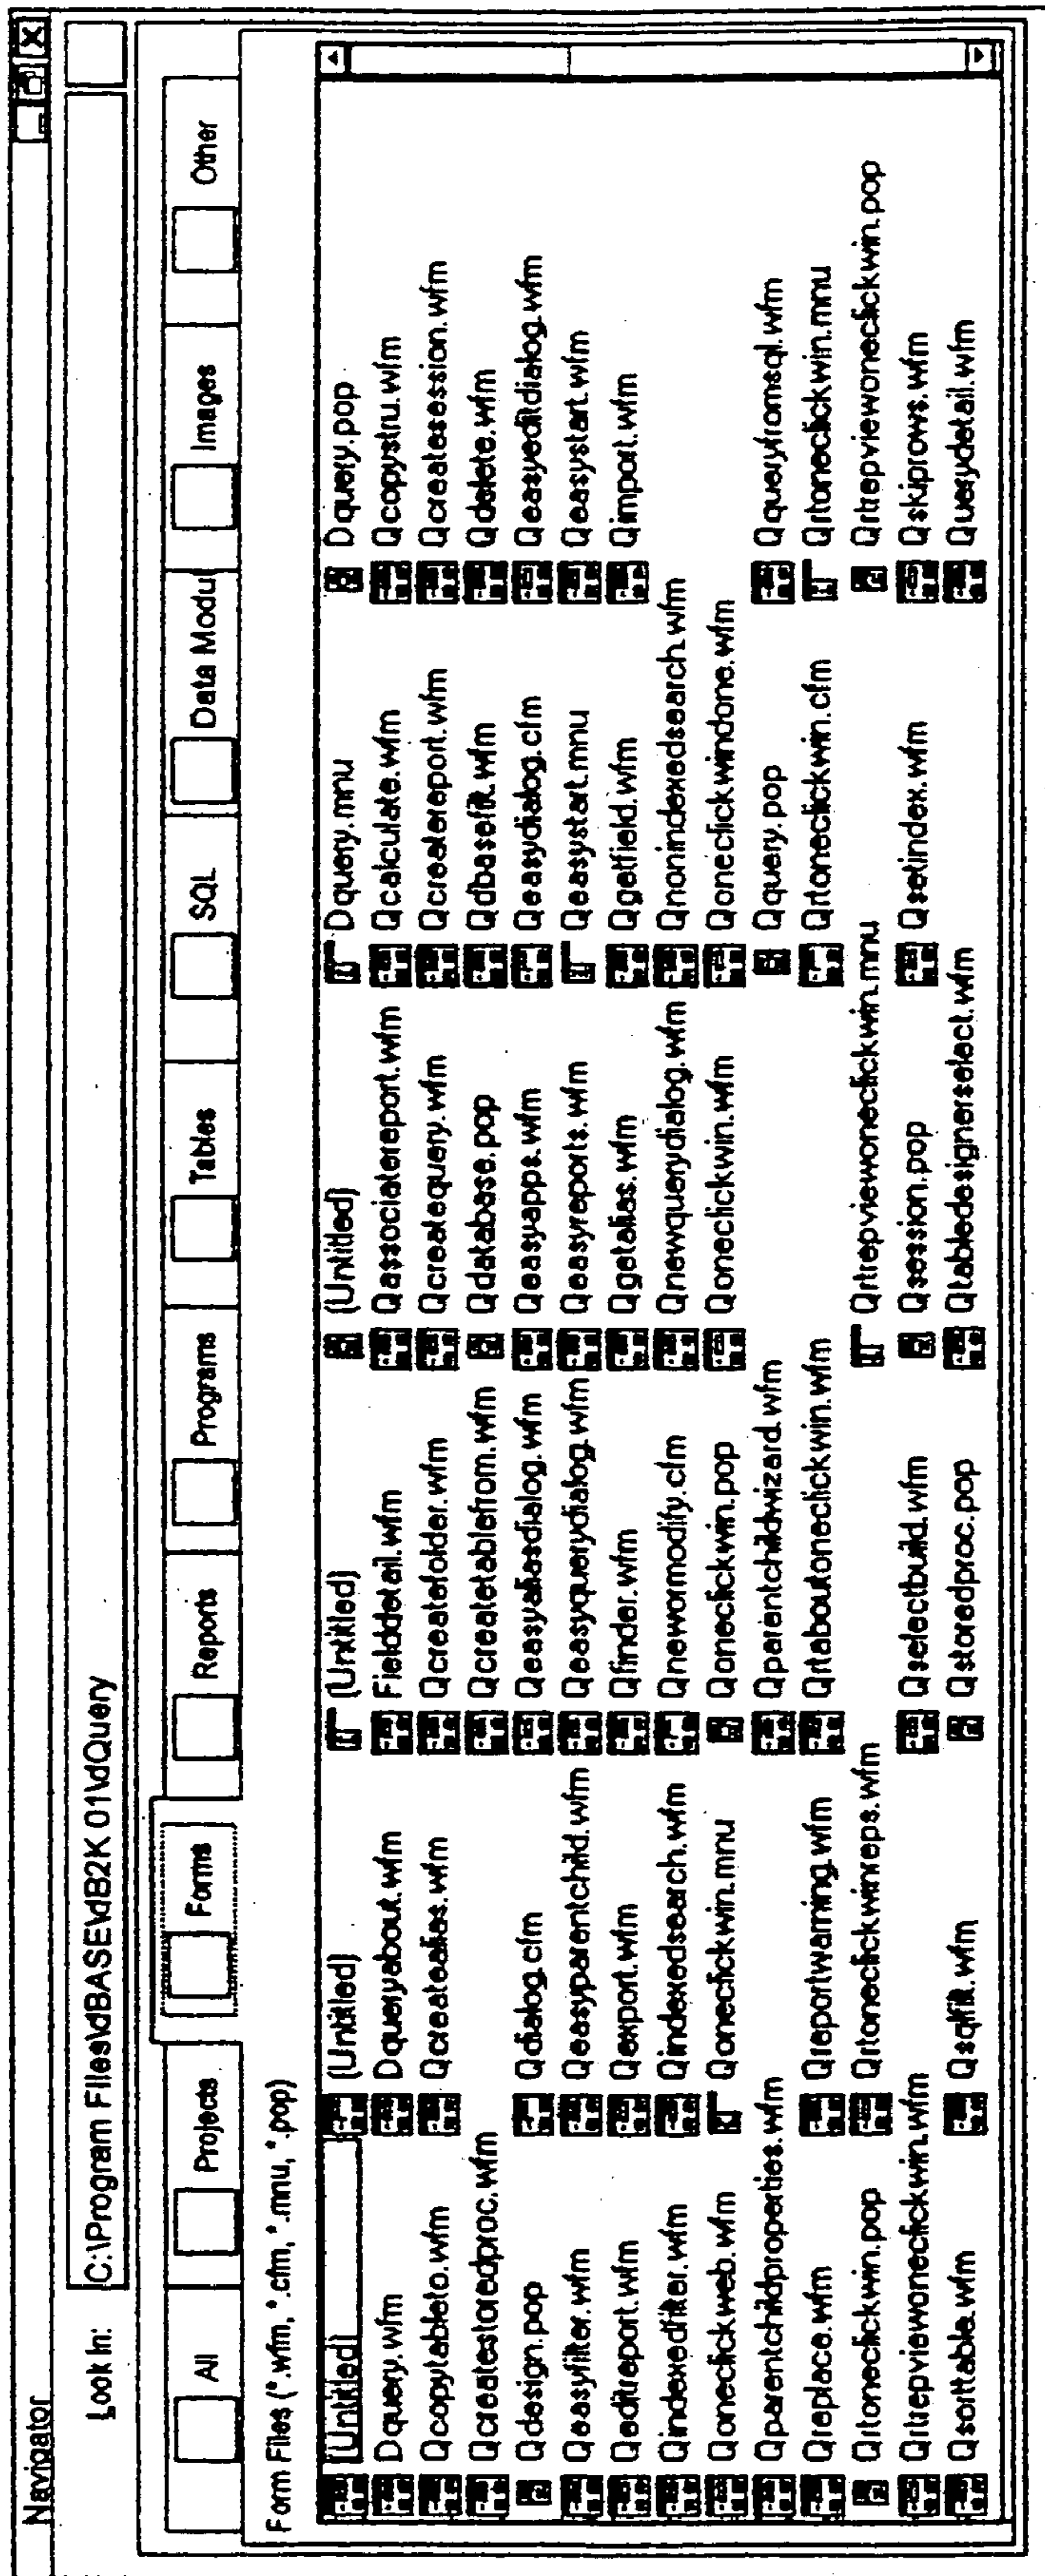 Navigator
Look In: C:\Program Files\dBASE\dB2K 01\dQuery
All Projects Forms Reports Programs Tables SQL Data Modul Images Other
Form Files (*.wfm, *.cfm, *.mnu, *.pop)
(Untitled) (Untitled) (Untitled) (Untitled) Dquery.mnu Dquery.pop
Dquery.wfm Dqueryabout.wfm Fielddetail.wfm Qassociatereport.wfm Qcalculate.wfm Qcopystru.wfm
Qcopytableto.wfm Qcreatealias.wfm Qcreatefolder.wfm Qcreatequery.wfm Qcreatereport.wfm Qcreatesession.wfm
Qcreatestoredproc.wfm Qcreatetablefrom.wfm Qdatabase.pop Qdbasefilt.wfm Qdelete.wfm
Qdesign.pop Qdialog.cfm Qeasyaliasdialog.wfm Qeasyapps.wfm Qeasydialog.cfm Qeasyeditdialog.wfm
Qeasyfilter.wfm Qeasyparentchild.wfm Qeasyquerydialog.wfm Qeasyreports.wfm Qeasystart.mnu Qeasystart.wfm
Qeditreport.wfm Qexport.wfm Qfinder.wfm Qgetalias.wfm Qgetfield.wfm Qimport.wfm
Qindexedfilter.wfm Qindexedsearch.wfm Qnewormodify.cfm Qnewquerydialog.wfm Qnonindexedsearch.wfm
Qoneclickweb.wfm Qoneclickwin.mnu Qoneclickwin.pop Qoneclickwin.wfm Qoneclickwindone.wfm
Qparentchildproperties.wfm Qparentchildwizard.wfm Qquery.pop Qqueryfromsql.wfm
Qreplace.wfm Qreportwarning.wfm Qrtaboutoneclickwin.wfm Qrtoneclickwin.cfm Qrtoneclickwin.mnu
Qrtoneclickwin.pop Qrtoneclickwinreps.wfm Qrtrepviewoneclickwin.mnu Qrtrepviewoneclickwin.pop
Qrtrepviewoneclickwin.wfm Qselectbuild.wfm Qsession.pop Qsetindex.wfm Qskiprows.wfm
Qsorttable.wfm Qsqlfilt.wfm Qstoredproc.pop Qtabledesignerselect.wfm Querydetail.wfm